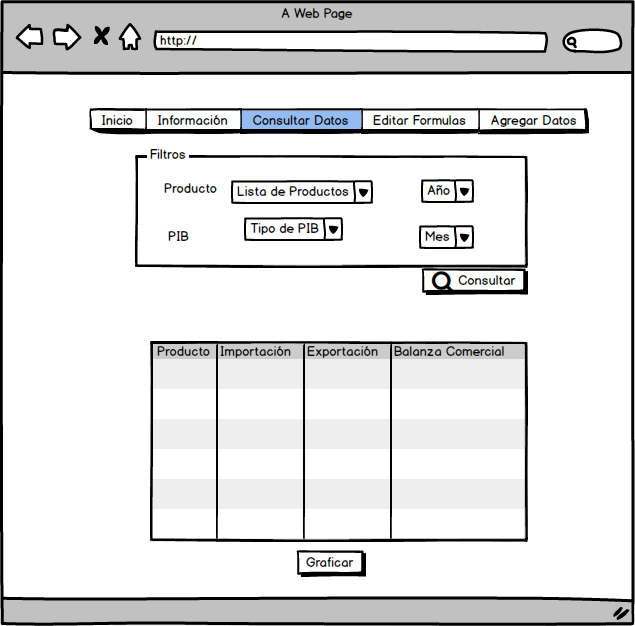 A Web Page
http://
Inicio Información Consultar Datos Editar Formulas Agregar Datos
Filtros
Producto Lista de Productos Año
PIB Tipo de PIB Mes
Consultar
Producto Importación Exportación Balanza Comercial
Graficar